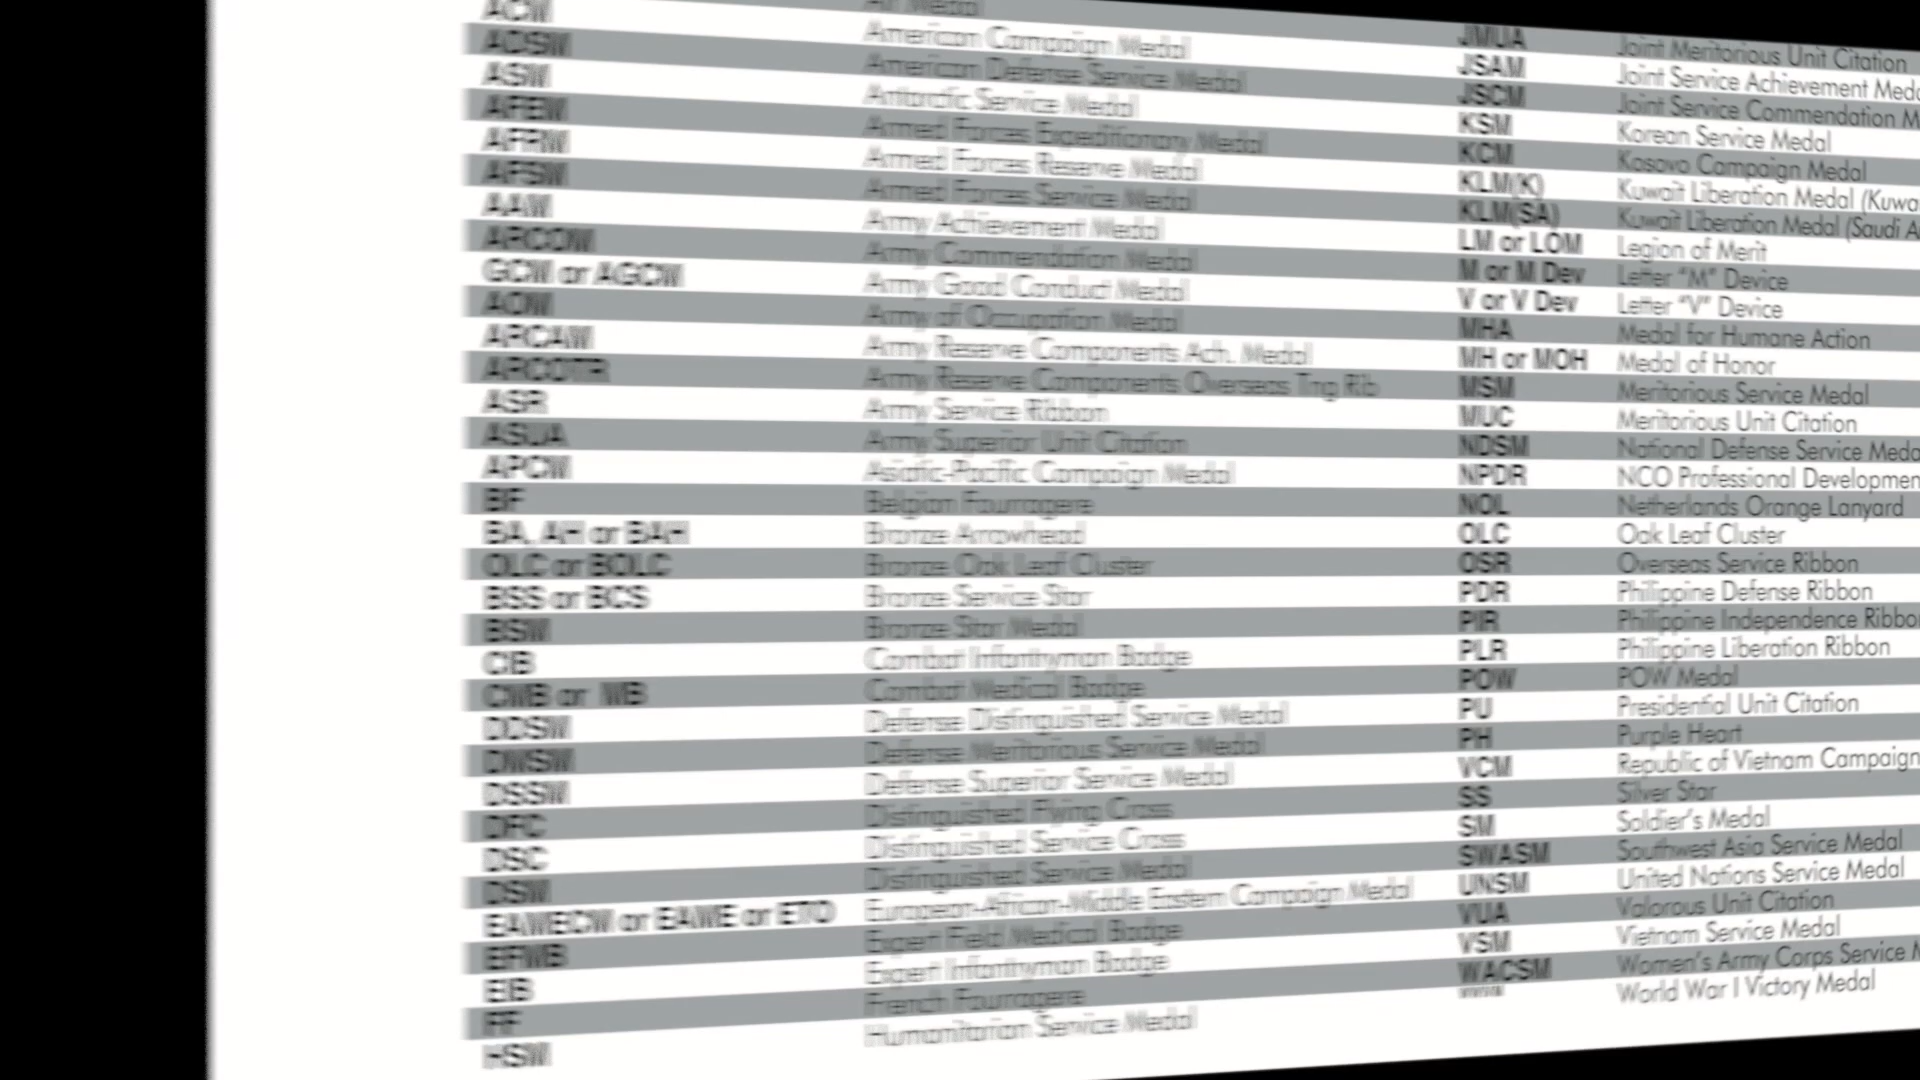 ACM Air Medal
ADSM American Campaign Medal
ASM American Defense Service Medal
AFEM Antarctic Service Medal
AFRM Armed Forces Expeditionary Medal
AFSM Armed Forces Reserve Medal
AAM Armed Forces Service Medal
ARCOM Army Achievement Medal
GCM or AGCM Army Commendation Medal
AOM Army Good Conduct Medal
ARCAM Army of Occupation Medal
ARCOTR Army Reserve Components Ach. Medal
ASR Army Reserve Components Overseas Tng Rib
ASUA Army Service Ribbon
APCM Army Superior Unit Citation
BF Asiatic-Pacific Campaign Medal
BA, AH or BAH Belgian Fourragere
OLC or BOLC Bronze Arrowhead
BSS or BCS Bronze Oak Leaf Cluster
BSM Bronze Service Star
CIB Bronze Star Medal
CMB or MB Combat Infantryman Badge
DDSM Combat Medical Badge
DMSM Defense Distinguished Service Medal
DSSM Defense Meritorious Service Medal
DFC Defense Superior Service Medal
DSC Distinguished Flying Cross
DSM Distinguished Service Cross
EAMECM or EAME or ETO Distinguished Service Medal
EFMB European-African-Middle Eastern Campaign Medal
EIB Expert Field Medical Badge
FF Expert Infantryman Badge
HSM French Fourragere
Humanitarian Service Medal
JMUA Joint Meritorious Unit Citation
JSAM Joint Service Achievement Meda
JSCM Joint Service Commendation M
KSM Korean Service Medal
KCM Kosovo Campaign Medal
KLM(K) Kuwait Liberation Medal (Kuwa
KLM(SA) Kuwait Liberation Medal (Saudi A
LM or LOM Legion of Merit
M or M Dev Letter “M” Device
V or V Dev Letter “V” Device
MHA Medal for Humane Action
MH or MOH Medal of Honor
MSM Meritorious Service Medal
MUC Meritorious Unit Citation
NDSM National Defense Service Meda
NPDR NCO Professional Developmen
NOL Netherlands Orange Lanyard
OLC Oak Leaf Cluster
OSR Overseas Service Ribbon
PDR Philippine Defense Ribbon
PIR Philippine Independence Ribbo
PLR Philippine Liberation Ribbon
POW POW Medal
PU Presidential Unit Citation
PH Purple Heart
VCM Republic of Vietnam Campaign
SS Silver Star
SM Soldier’s Medal
SWASM Southwest Asia Service Medal
UNSM United Nations Service Medal
VUA Valorous Unit Citation
VSM Vietnam Service Medal
WACSM Women’s Army Corps Service M
World War I Victory Medal